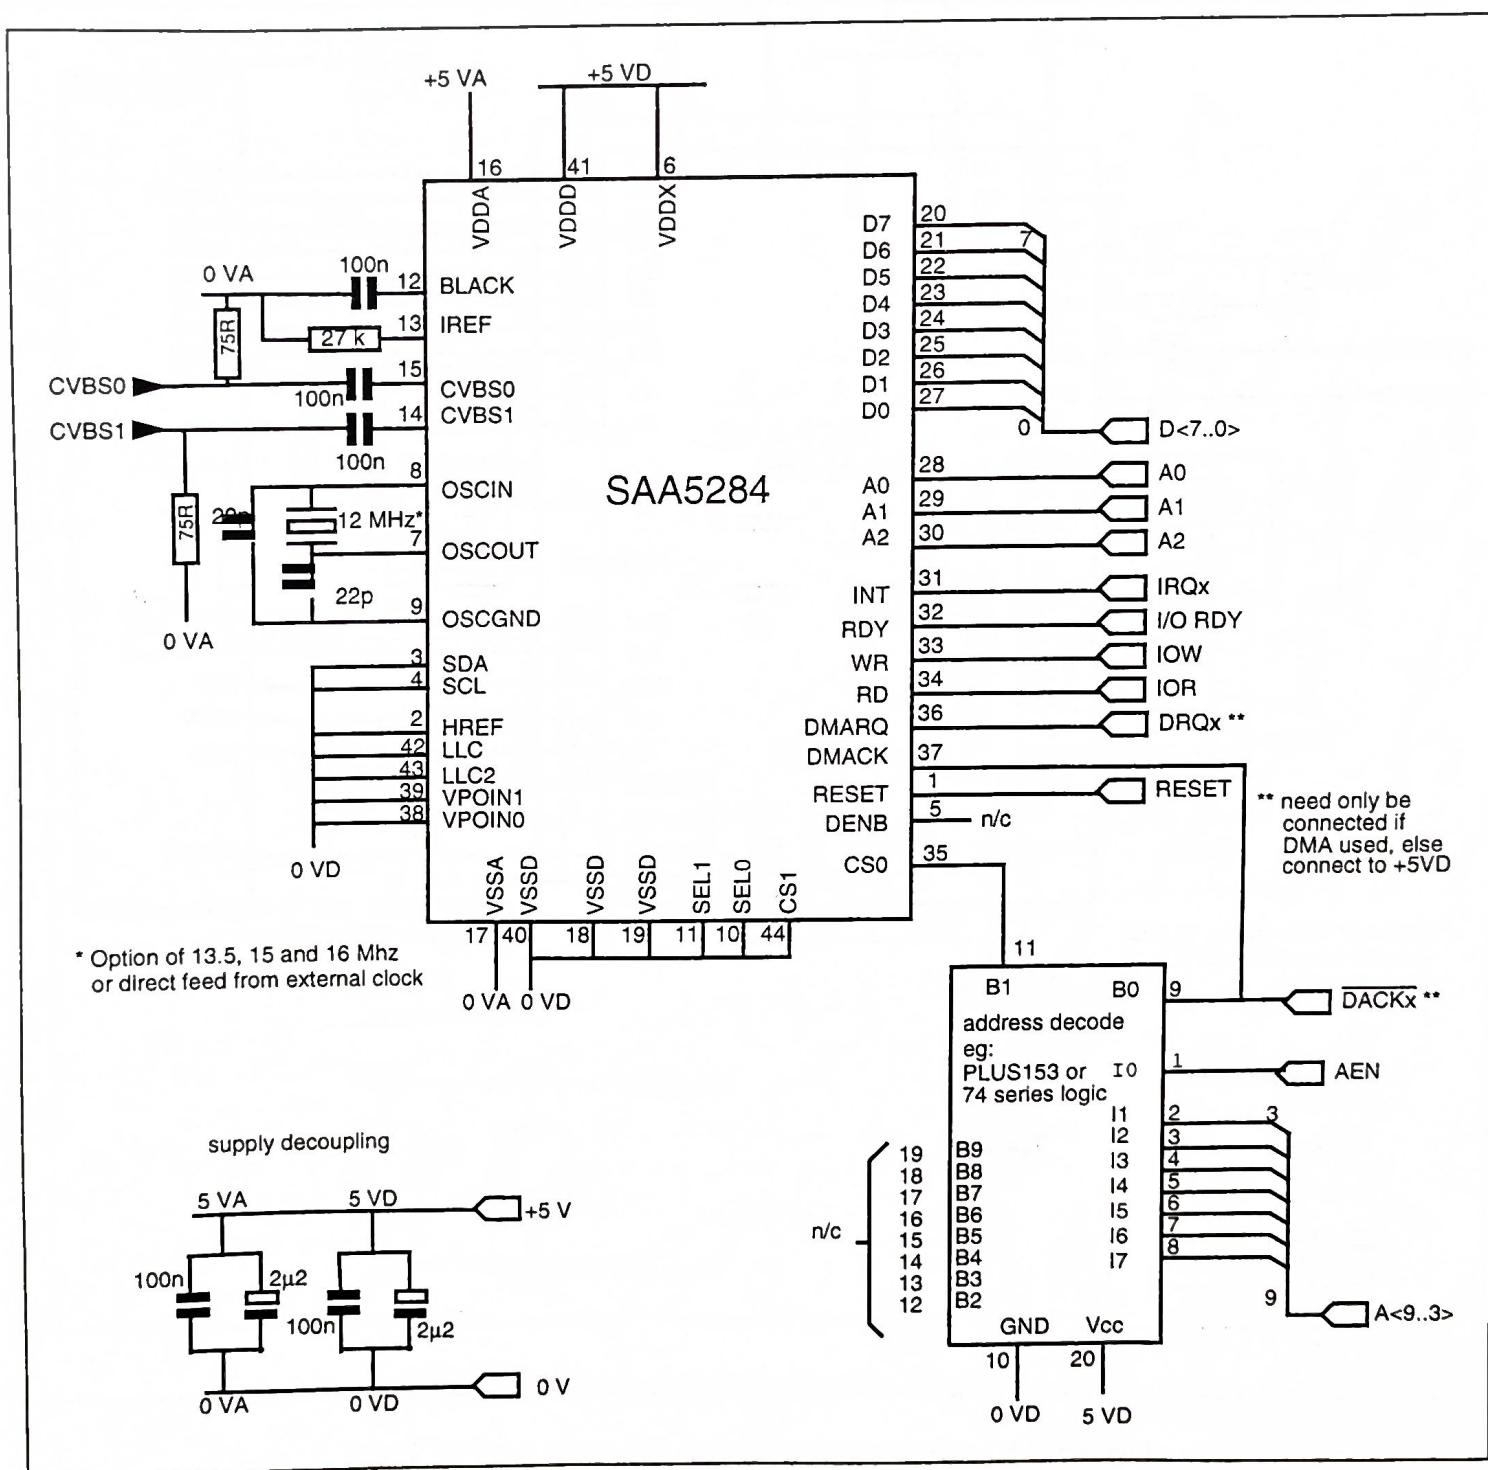 +5 VA
+5 VD
16
41
6
VDDA
VDDD
VDDX
0 VA
100n
12
BLACK
13
IREF
27 k
75R
CVBS0
15
CVBS0
100n
CVBS1
14
CVBS1
100n
8
OSCIN
75R
12 MHz*
7
OSCOUT
22p
9
OSCGND
0 VA
3
SDA
4
SCL
2
HREF
42
LLC
43
LLC2
39
VPOIN1
38
VPOIN0
0 VD
SAA5284
D7
20
7
D6
21
D5
22
D4
23
D3
24
D2
25
D1
26
D0
27
0
D<7..0>
A0
28
A0
A1
29
A1
A2
30
A2
INT
31
IRQx
RDY
32
I/O RDY
WR
33
IOW
RD
34
IOR
DMARQ
36
DRQx **
DMACK
37
RESET
1
RESET
DENB
5
n/c
CS0
35
** need only be
connected if
DMA used, else
connect to +5VD
VSSA
VSSD
VSSD
VSSD
SEL1
SEL0
CS1
17
40
18
19
11
10
44
0 VA
0 VD
* Option of 13.5, 15 and 16 Mhz
or direct feed from external clock
11
B1
B0
9
DACKx **
address decode
eg:
PLUS153 or
74 series logic
I0
1
AEN
I1
2
3
I2
3
I3
4
I4
5
I5
6
I6
7
I7
8
9
A<9..3>
n/c
19
B9
18
B8
17
B7
16
B6
15
B5
14
B4
13
B3
12
B2
GND
Vcc
10
20
0 VD
5 VD
supply decoupling
5 VA
5 VD
+5 V
100n
2µ2
100n
2µ2
0 VA
0 VD
0 V